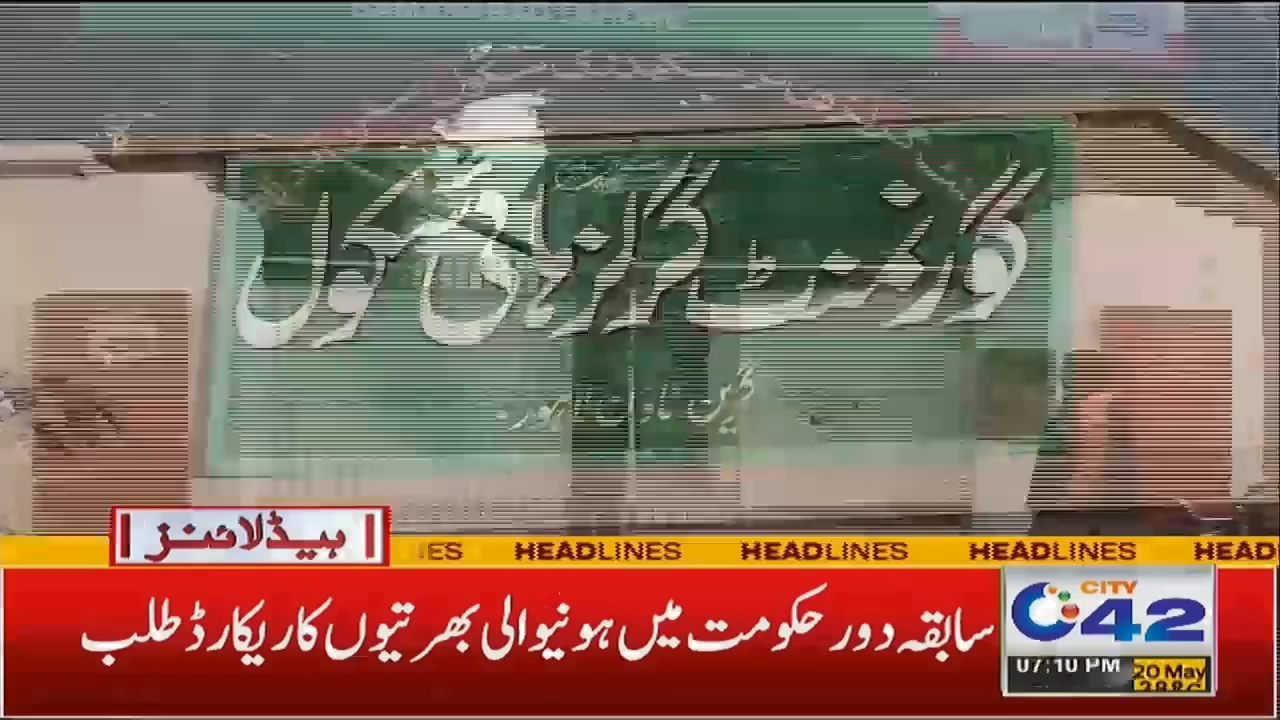 گورنمنٹ گرلز ہائی سکول
ہیڈلائنز
HEADLINES HEADLINES HEADLINES HEAD
سابقہ دور حکومت میں ہونیوالی بھرتیوں کا ریکارڈ طلب
CITY
42
07:10 PM
20 May